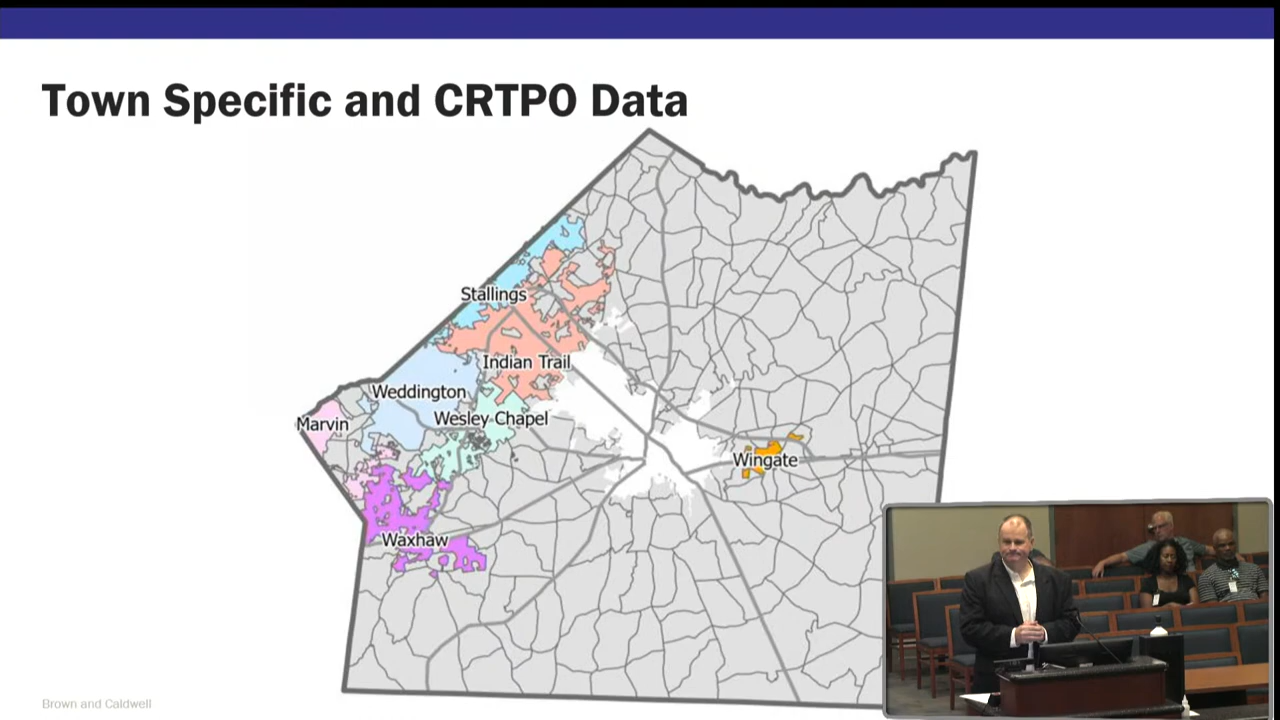 Town Specific and CRTPO Data
Stallings
Indian Trail
Weddington
Wesley Chapel
Marvin
Wingate
Waxhaw
Brown and Caldwell